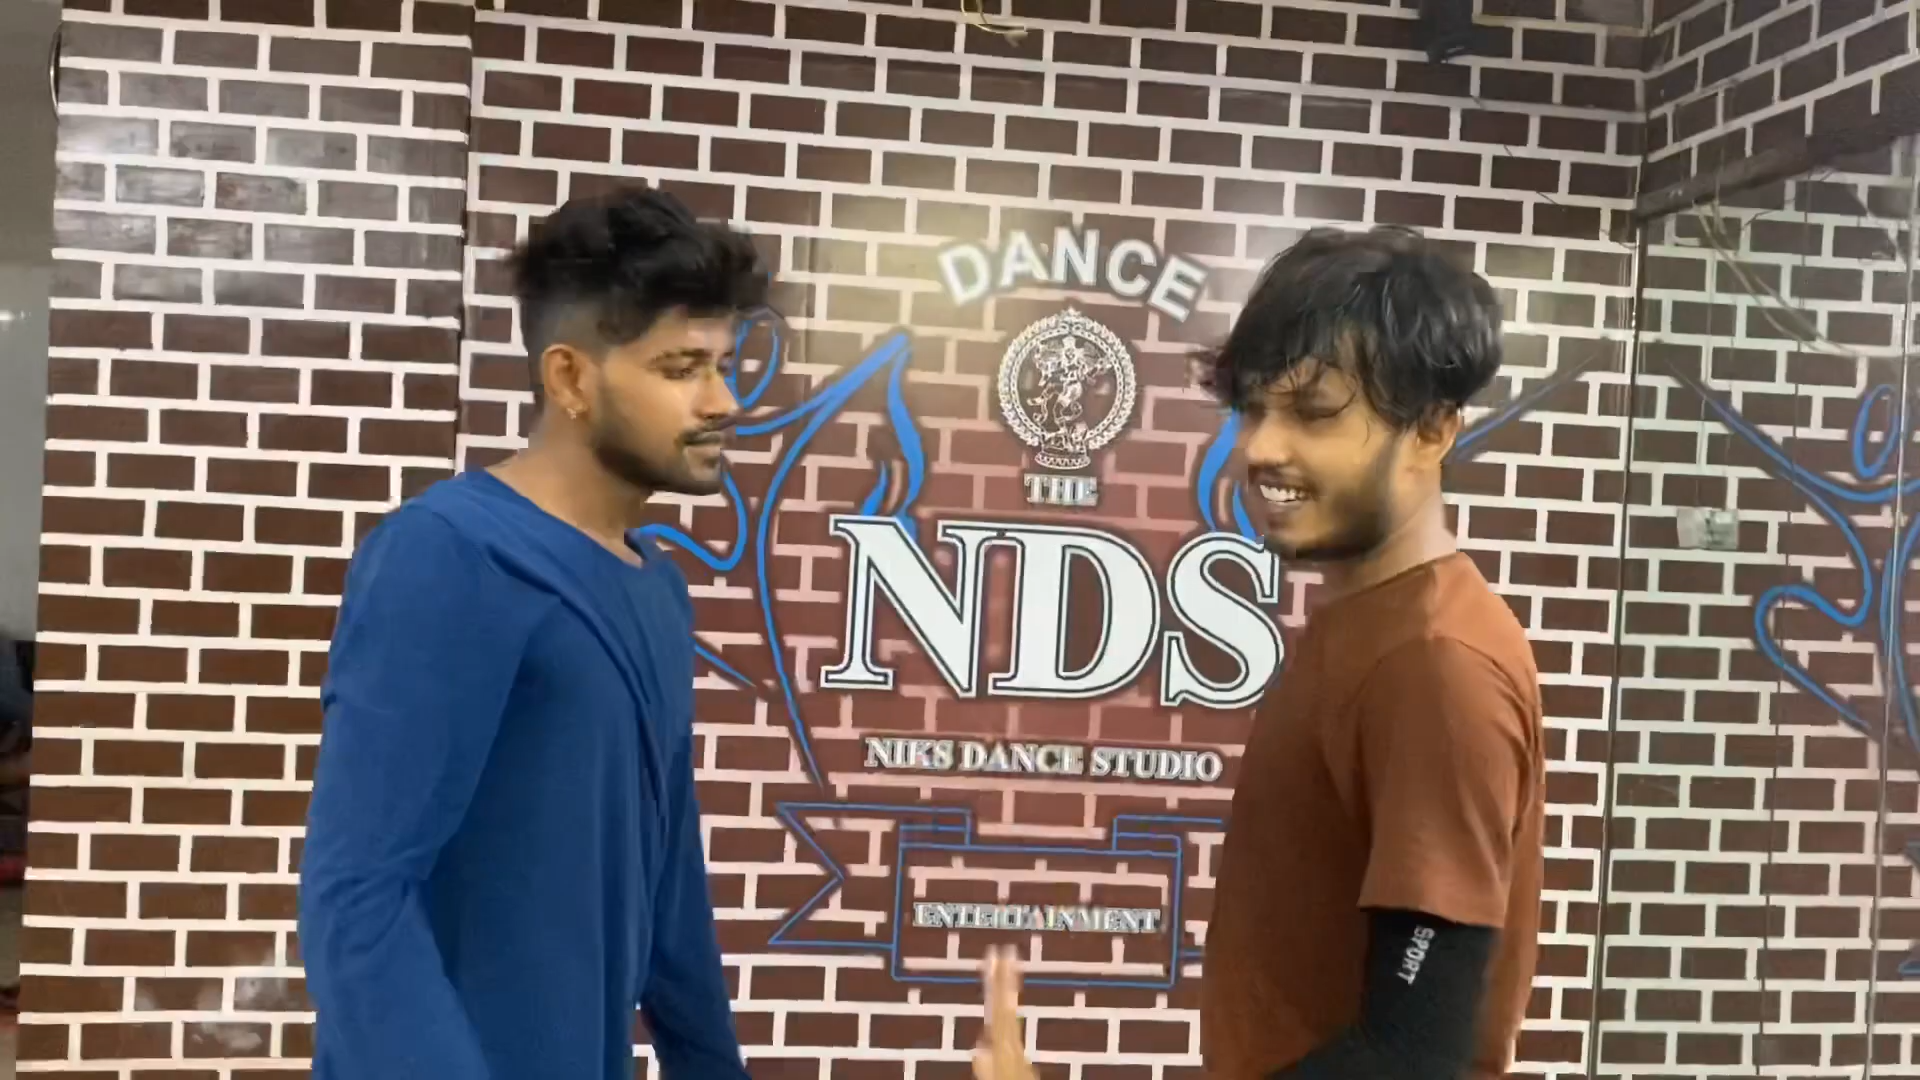 DANCE
THE
NDS
NIKS DANCE STUDIO
ENTERTAINMENT
SPORT